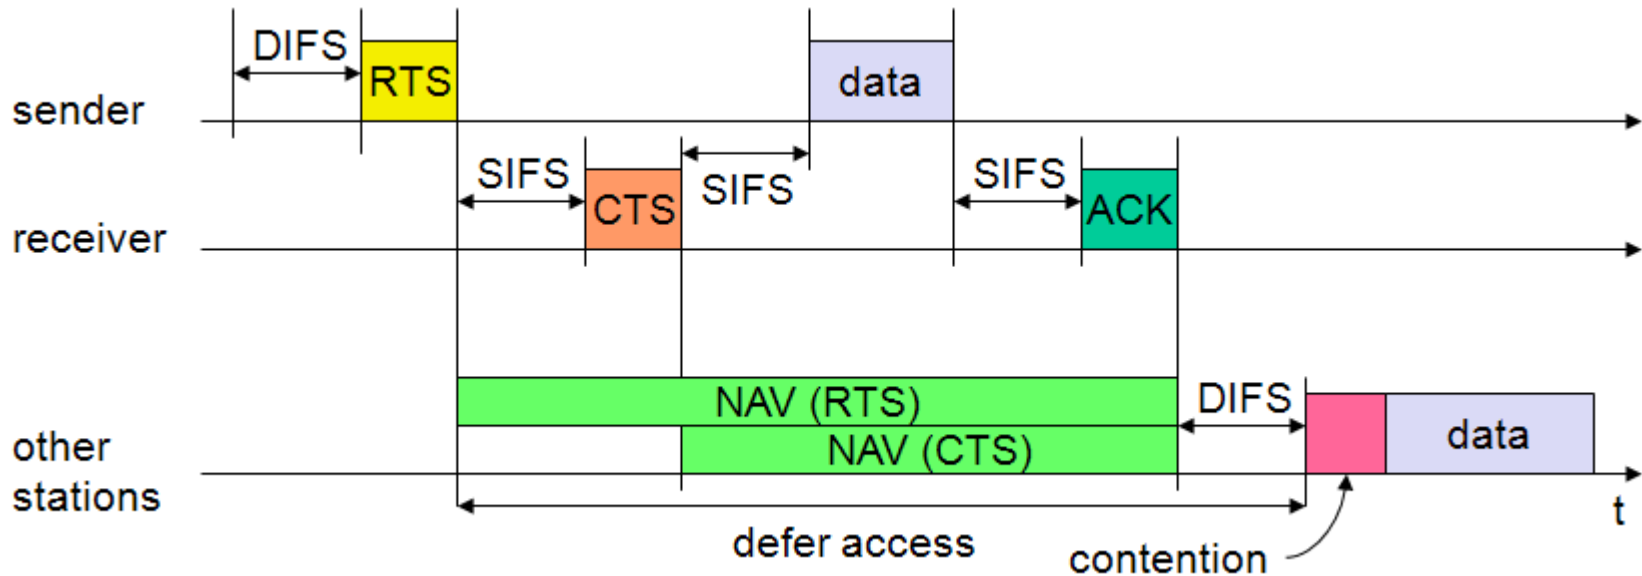 DIFS
RTS
data
sender
SIFS
CTS
SIFS
SIFS
ACK
receiver
NAV (RTS)
DIFS
NAV (CTS)
data
other
stations
t
defer access
contention